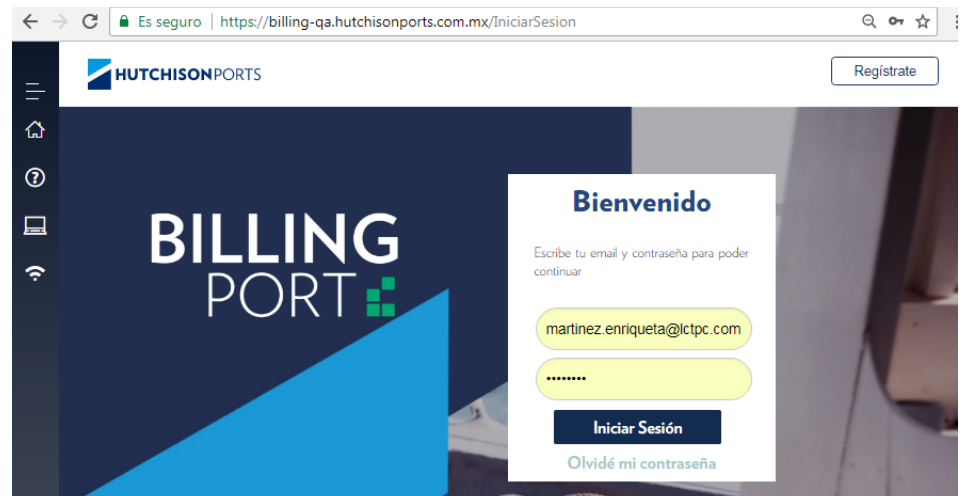 Es seguro | https://billing-qa.hutchisonports.com.mx/IniciarSesion
HUTCHISONPORTS
Regístrate
BILLING
PORT
Bienvenido
Escribe tu email y contraseña para poder
continuar
martinez.enriqueta@lctpc.com
••••••••
Iniciar Sesión
Olvidé mi contraseña